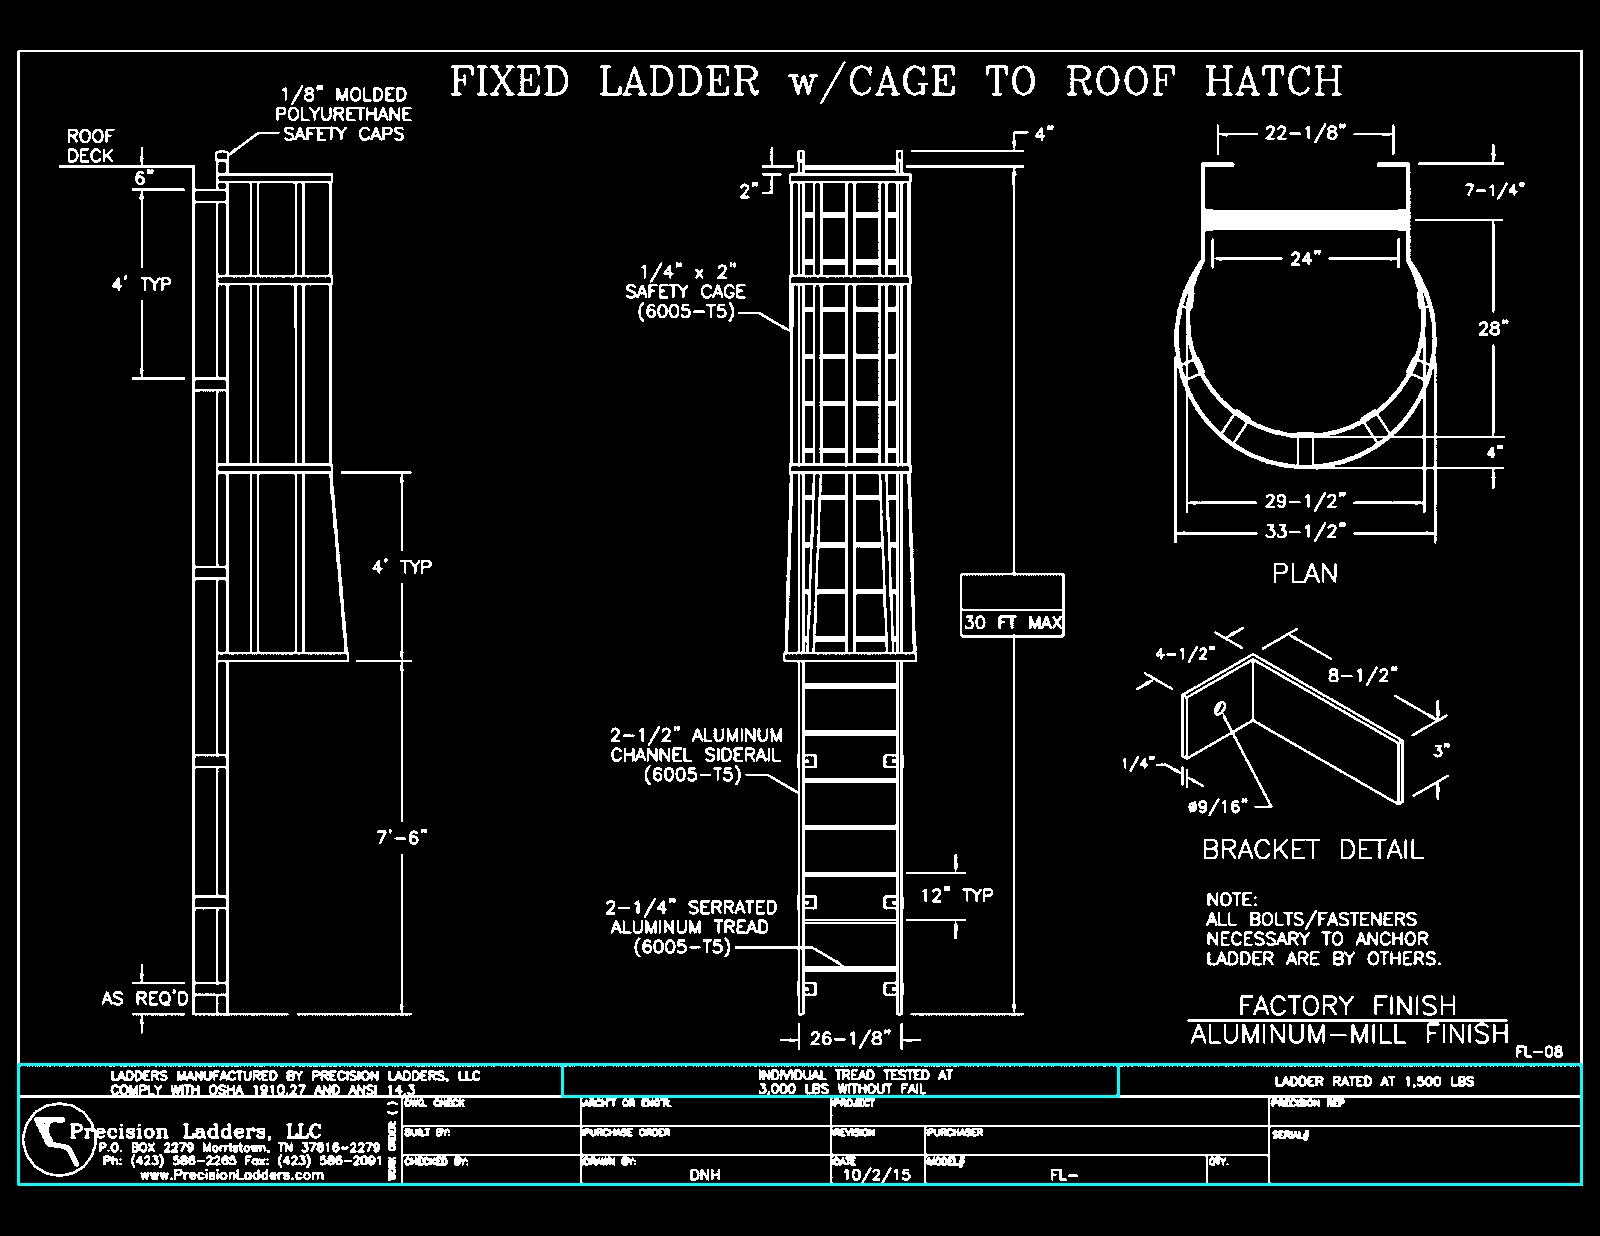 FIXED LADDER w/CAGE TO ROOF HATCH
1/8" MOLDED
POLYURETHANE
SAFETY CAPS
ROOF
DECK
6"
4' TYP
4' TYP
7'-6"
AS REQ'D
4"
2"
1/4" x 2"
SAFETY CAGE
(6005-T5)
30 FT MAX
2-1/2" ALUMINUM
CHANNEL SIDERAIL
(6005-T5)
12" TYP
2-1/4" SERRATED
ALUMINUM TREAD
(6005-T5)
26-1/8"
22-1/8"
7-1/4"
24"
28"
4"
29-1/2"
33-1/2"
PLAN
4-1/2"
8-1/2"
3"
1/4"
ø9/16"
BRACKET DETAIL
NOTE:
ALL BOLTS/FASTENERS
NECESSARY TO ANCHOR
LADDER ARE BY OTHERS.
FACTORY FINISH
ALUMINUM-MILL FINISH
FL-08
LADDERS MANUFACTURED BY PRECISION LADDERS, LLC
COMPLY WITH OSHA 1910.27 AND ANSI 14.3
INDIVIDUAL TREAD TESTED AT
3,000 LBS WITHOUT FAIL
LADDER RATED AT 1,500 LBS
Precision Ladders, LLC
P.O. BOX 2279 Morristown, TN 37816-2279
Ph: (423) 586-2265 Fax: (423) 586-2091
www.PrecisionLadders.com
WORK ORDER ( )
DWG. CHECK
ARCH'T OR ENG'R.
PROJECT
PRECISION REP
BUILT BY:
PURCHASE ORDER
REVISION
PURCHASER
SERIAL#
CHECKED BY:
DRAWN BY:
DNH
DATE
10/2/15
MODEL#
FL-
QTY.